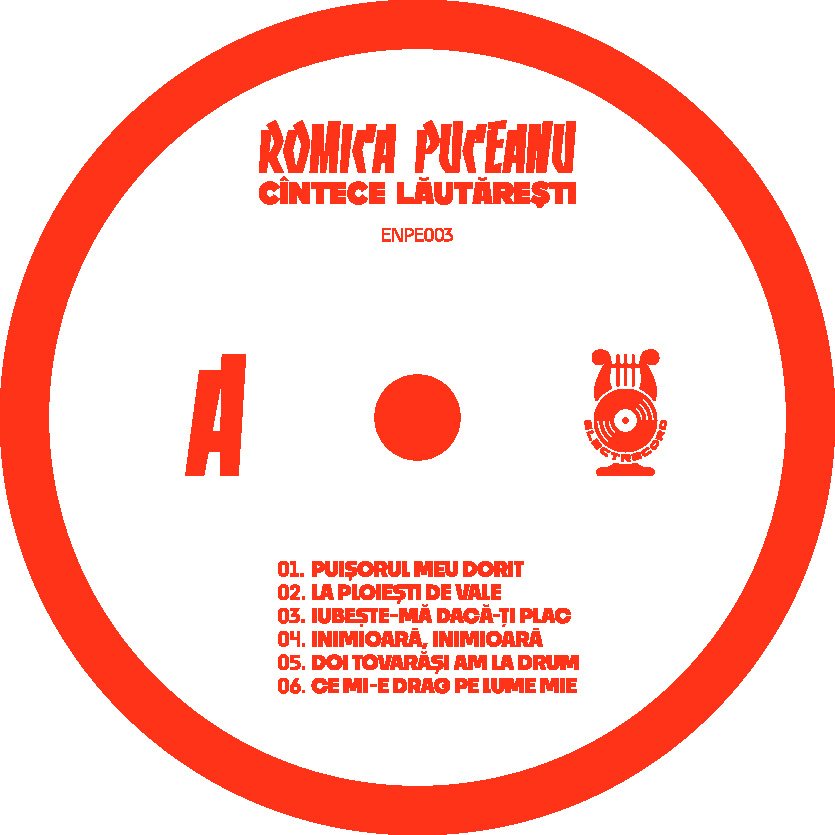 ROMICA PUCEANU
CÎNTECE LĂUTĂREȘTI
ENPE003
A
ELECTRECORD
01. PUIȘORUL MEU DORIT
02. LA PLOIEȘTI DE VALE
03. IUBEȘTE-MĂ DACĂ-ȚI PLAC
04. INIMIOARĂ, INIMIOARĂ
05. DOI TOVARĂȘI AM LA DRUM
06. CE MI-E DRAG PE LUME MIE